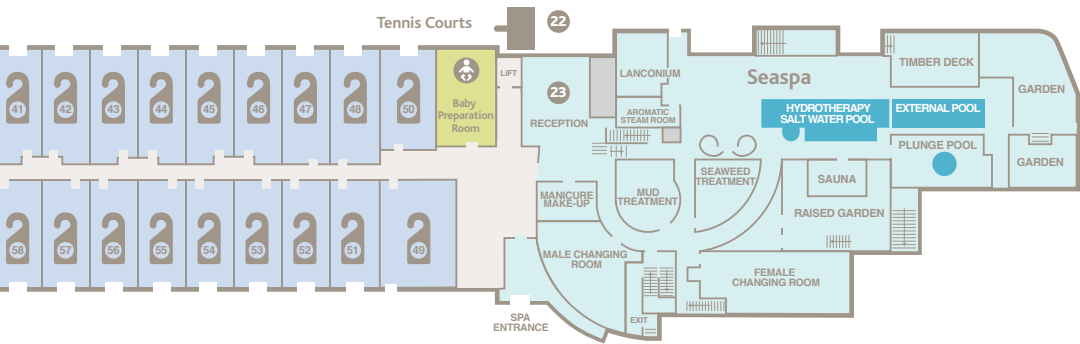 Tennis Courts
22
41
42
43
44
45
46
47
48
50
Baby
Preparation
Room
LIFT
23
RECEPTION
LANCONIUM
AROMATIC
STEAM ROOM
Seaspa
HYDROTHERAPY
SALT WATER POOL
EXTERNAL POOL
TIMBER DECK
GARDEN
PLUNGE POOL
GARDEN
SEAWEED
TREATMENT
SAUNA
MUD
TREATMENT
MANICURE
MAKE-UP
RAISED GARDEN
58
57
56
55
54
53
52
51
49
MALE CHANGING
ROOM
FEMALE
CHANGING ROOM
SPA
ENTRANCE
EXIT